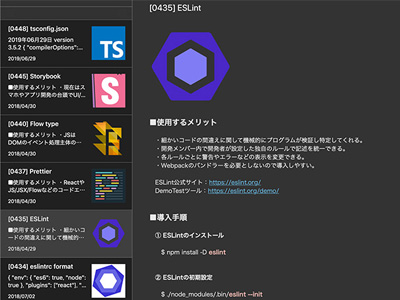 [0448] tsconfig.json
2019年06月29日 version
3.5.2 { "compilerOptions":...
2019/06/29
TS
[0445] Storybook
■使用するメリット ・現在はス
マホやアプリ開発の台頭でUI/...
2018/04/30
S
[0440] Flow type
■使用するメリット ・JSは
DOMのイベント処理主体の...
2018/04/30
[0437] Prettier
■使用するメリット ・Reactや
JS/JSX/Flowなどのコードエ...
2018/04/30
[0435] ESLint
■使用するメリット ・細かいコ
ードの間違えに関して機械的...
2018/04/29
[0434] eslintrc format
{ "env": { "es6": true, "node":
true }, "plugins": ["react"], "...
2018/07/02
[0435] ESLint
■使用するメリット
・細かいコードの間違えに関して機械的にプログラムが検証し特定してくれる。
・開発メンバー内で開発者が設定した独自のルールで記述を統一できる。
・各ルールごとに警告やエラーなどの表示を変更できる。
・Webpackのバンドラーを必要としないので導入しやすい。
ESLint公式サイト：https://eslint.org/
DemoTestツール：https://eslint.org/demo/
■導入手順
① ESLintのインストール
$ npm install -D eslint
② ESLintの初期設定
$ ./node_modules/.bin/eslint --init